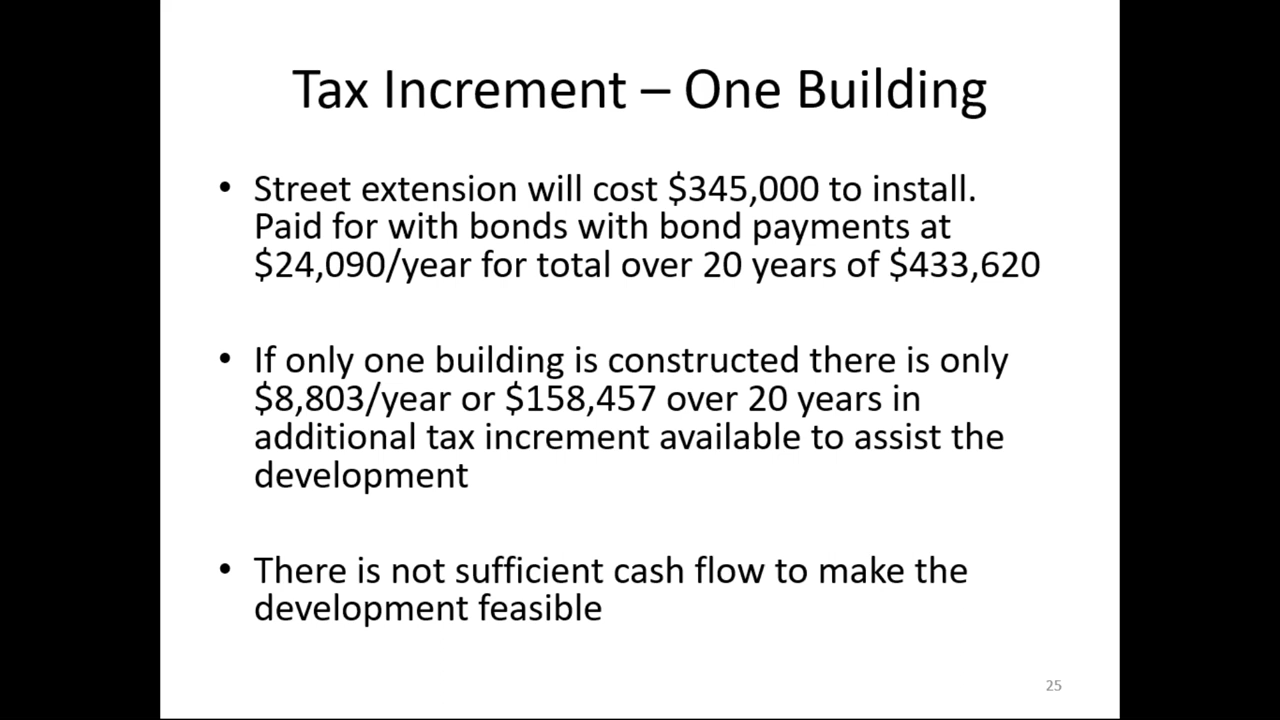 Tax Increment – One Building
• Street extension will cost $345,000 to install.
Paid for with bonds with bond payments at
$24,090/year for total over 20 years of $433,620
• If only one building is constructed there is only
$8,803/year or $158,457 over 20 years in
additional tax increment available to assist the
development
• There is not sufficient cash flow to make the
development feasible
25